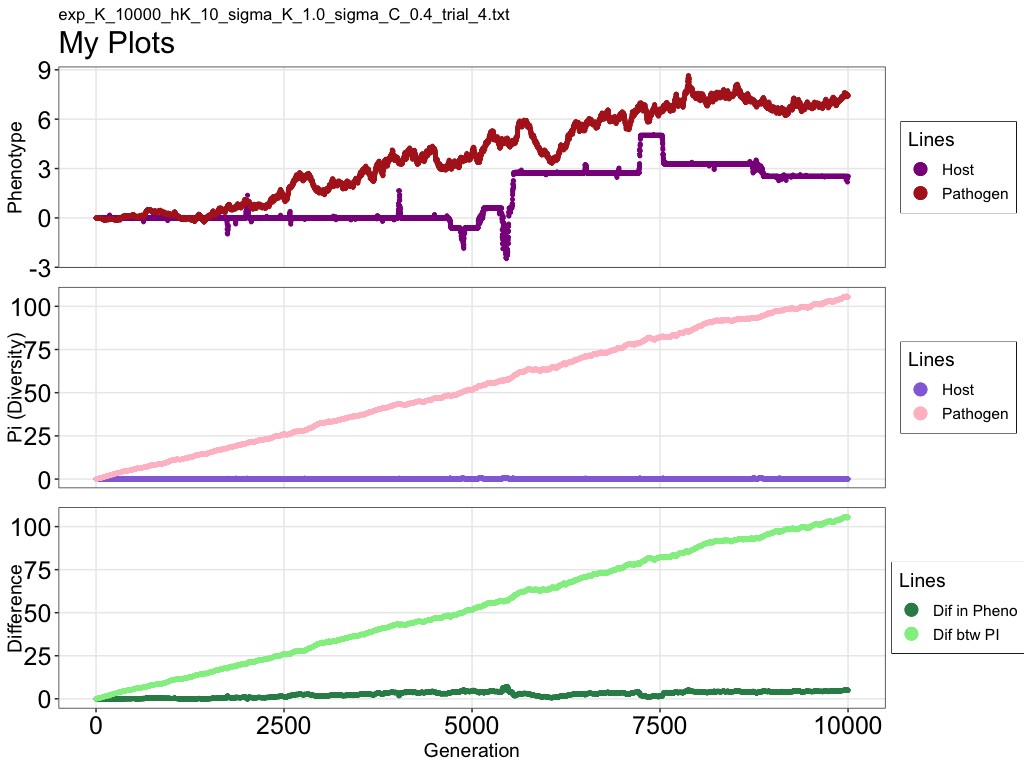 exp_K_10000_hK_10_sigma_K_1.0_sigma_C_0.4_trial_4.txt
My Plots
9
6
3
0
-3
Phenotype
Lines
Host
Pathogen
100
75
50
25
0
Pi (Diversity)
Lines
Host
Pathogen
100
75
50
25
0
Difference
Lines
Dif in Pheno
Dif btw PI
0 2500 5000 7500 10000
Generation